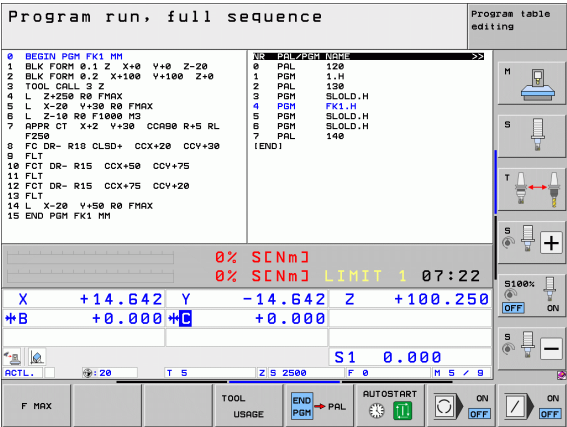 Program run, full sequence
Program table
editing
0 BEGIN PGM FK1 MM
1 BLK FORM 0.1 Z X+0 Y+0 Z-20
2 BLK FORM 0.2 X+100 Y+100 Z+0
3 TOOL CALL 3 Z
4 L Z+250 R0 FMAX
5 L X-20 Y+30 R0 FMAX
6 L Z-10 R0 F1000 M3
7 APPR CT X+2 Y+30 CCA90 R+5 RL
F250
8 FC DR- R18 CLSD+ CCX+20 CCY+30
9 FLT
10 FCT DR- R15 CCX+50 CCY+75
11 FLT
12 FCT DR- R15 CCX+75 CCY+20
13 FLT
14 L X-20 Y+50 R0 FMAX
15 END PGM FK1 MM
NR PAL/PGM NAME >>
0 PAL 120
1 PGM 1.H
2 PAL 130
3 PGM SLOLD.H
4 PGM FK1.H
5 PGM SLOLD.H
6 PGM SLOLD.H
7 PAL 140
[END]
M
S
T
S
S100%
OFF ON
S
0% S[Nm]
0% S[Nm] LIMIT 1 07:22
X +14.642 Y -14.642 Z +100.250
B +0.000 C +0.000
S1 0.000
ACTL. : 20 T 5 Z S 2500 F 0 M 5 / 9
F MAX
TOOL
USAGE
END
PGM PAL
AUTOSTART
ON
OFF
ON
OFF